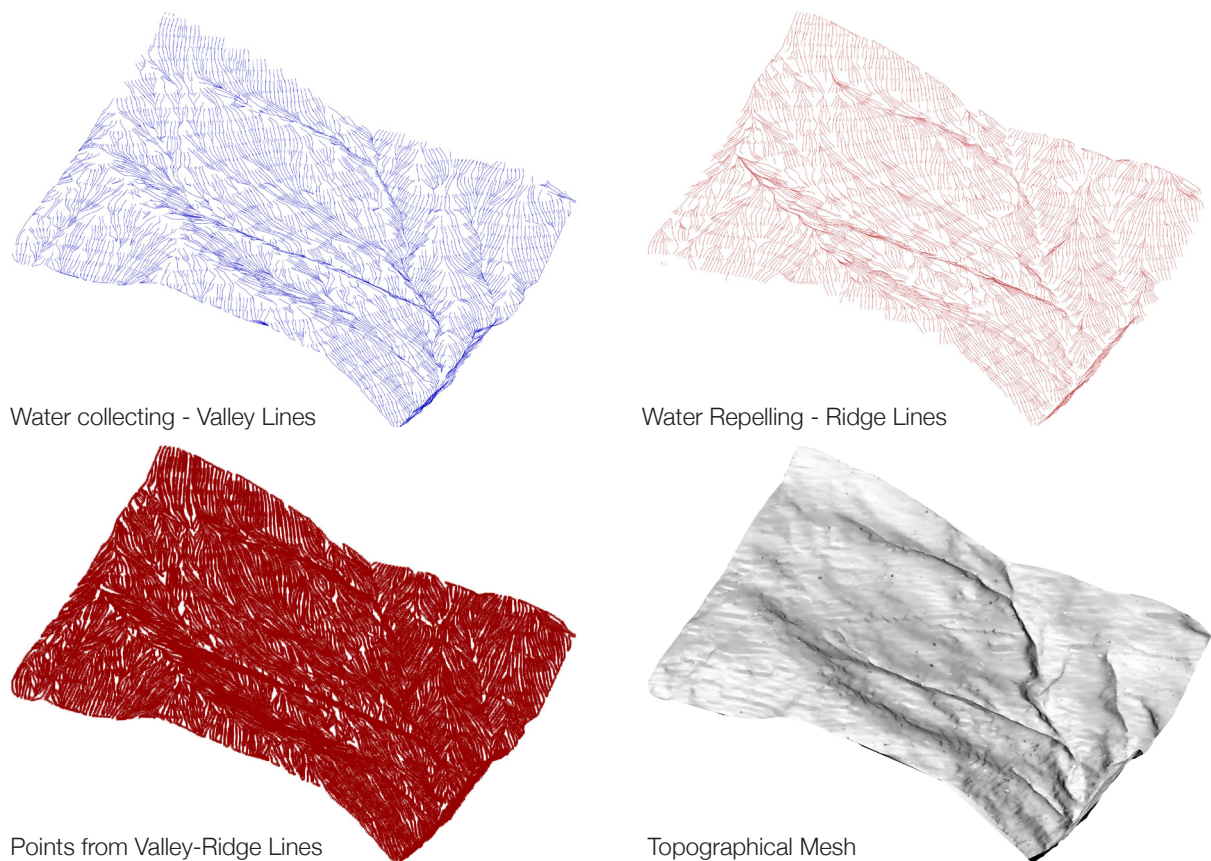 Water collecting - Valley Lines
Water Repelling - Ridge Lines
Points from Valley-Ridge Lines
Topographical Mesh